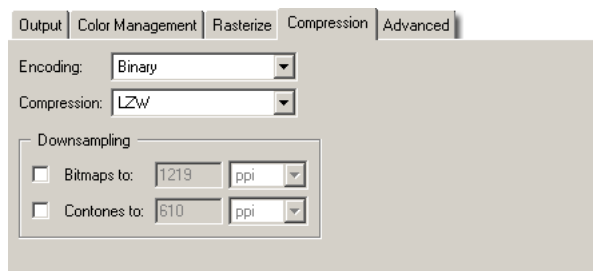 Output Color Management Rasterize Compression Advanced
Encoding: Binary
Compression: LZW
Downsampling
Bitmaps to: 1219 ppi
Contones to: 610 ppi